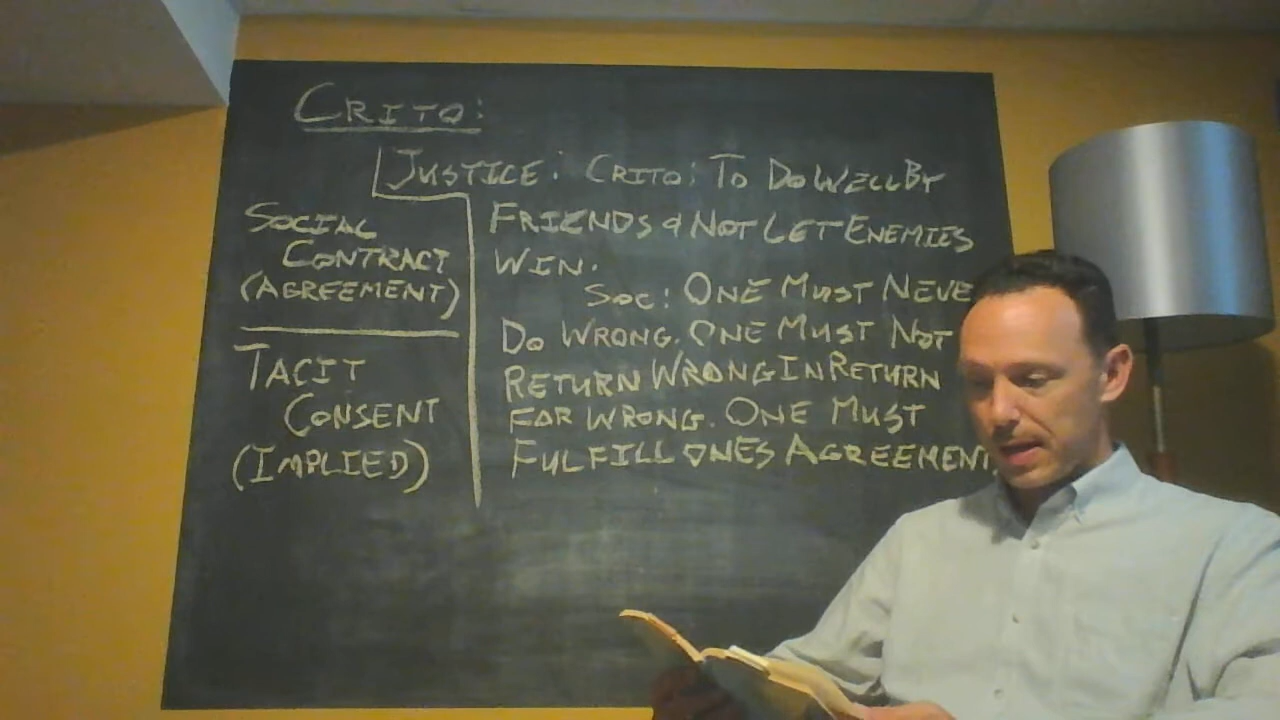 CRITO:
JUSTICE: CRITO: TO DO WELL BY
FRIENDS & NOT LET ENEMIES
WIN.
SOC: ONE MUST NEVE
DO WRONG. ONE MUST NOT
RETURN WRONG IN RETURN
FOR WRONG. ONE MUST
FULFILL ONES AGREEMENT
SOCIAL
CONTRACT
(AGREEMENT)
TACIT
CONSENT
(IMPLIED)